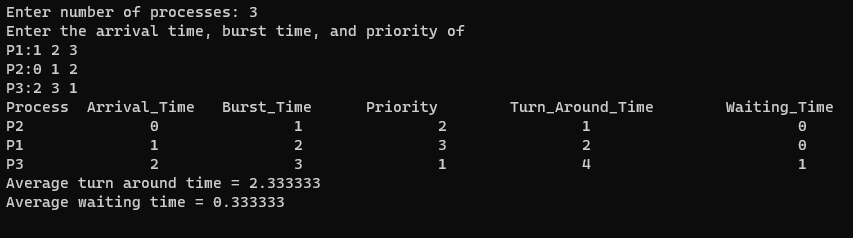 Enter number of processes: 3
Enter the arrival time, burst time, and priority of
P1:1 2 3
P2:0 1 2
P3:2 3 1
Process  Arrival_Time   Burst_Time      Priority        Turn_Around_Time        Waiting_Time
P2              0               1               2               1                       0
P1              1               2               3               2                       0
P3              2               3               1               4                       1
Average turn around time = 2.333333
Average waiting time = 0.333333